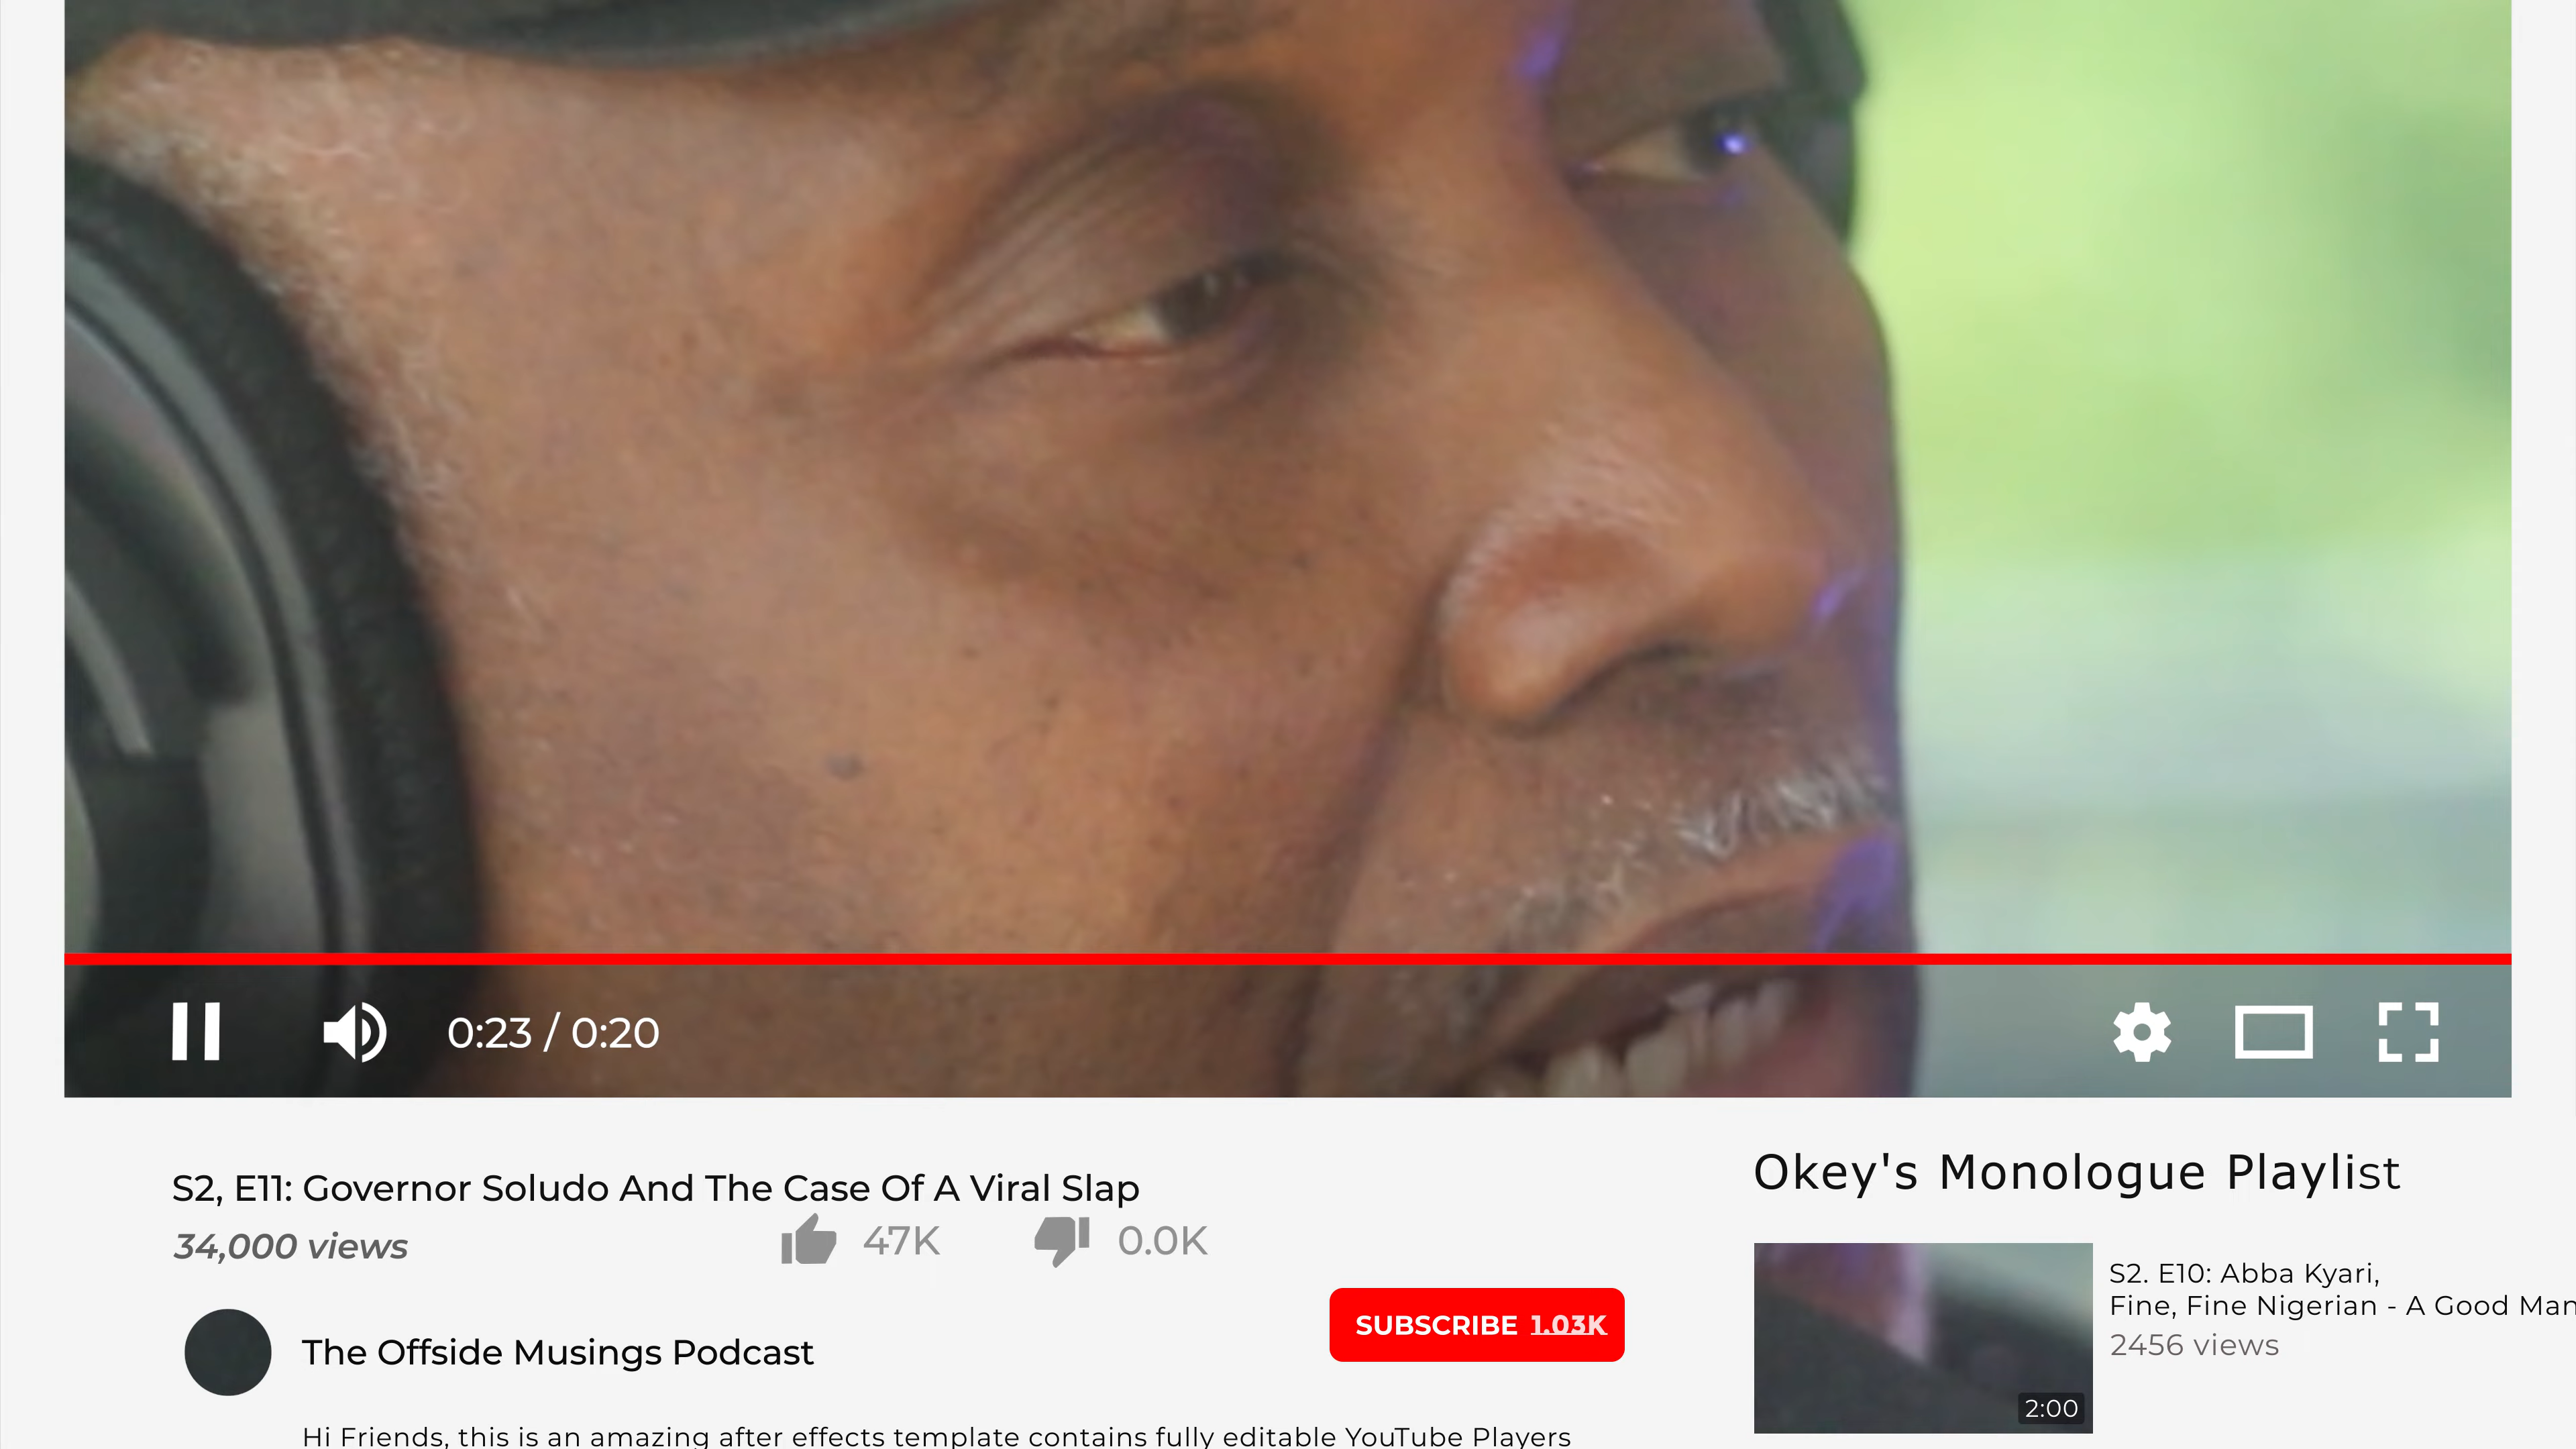 0:23 / 0:20
S2, E11: Governor Soludo And The Case Of A Viral Slap
34,000 views
47K
0.0K
SUBSCRIBE 1.03K
The Offside Musings Podcast
Hi Friends, this is an amazing after effects template contains fully editable YouTube Players
Okey's Monologue Playlist
S2. E10: Abba Kyari,
Fine, Fine Nigerian - A Good Man
2456 views
2:00